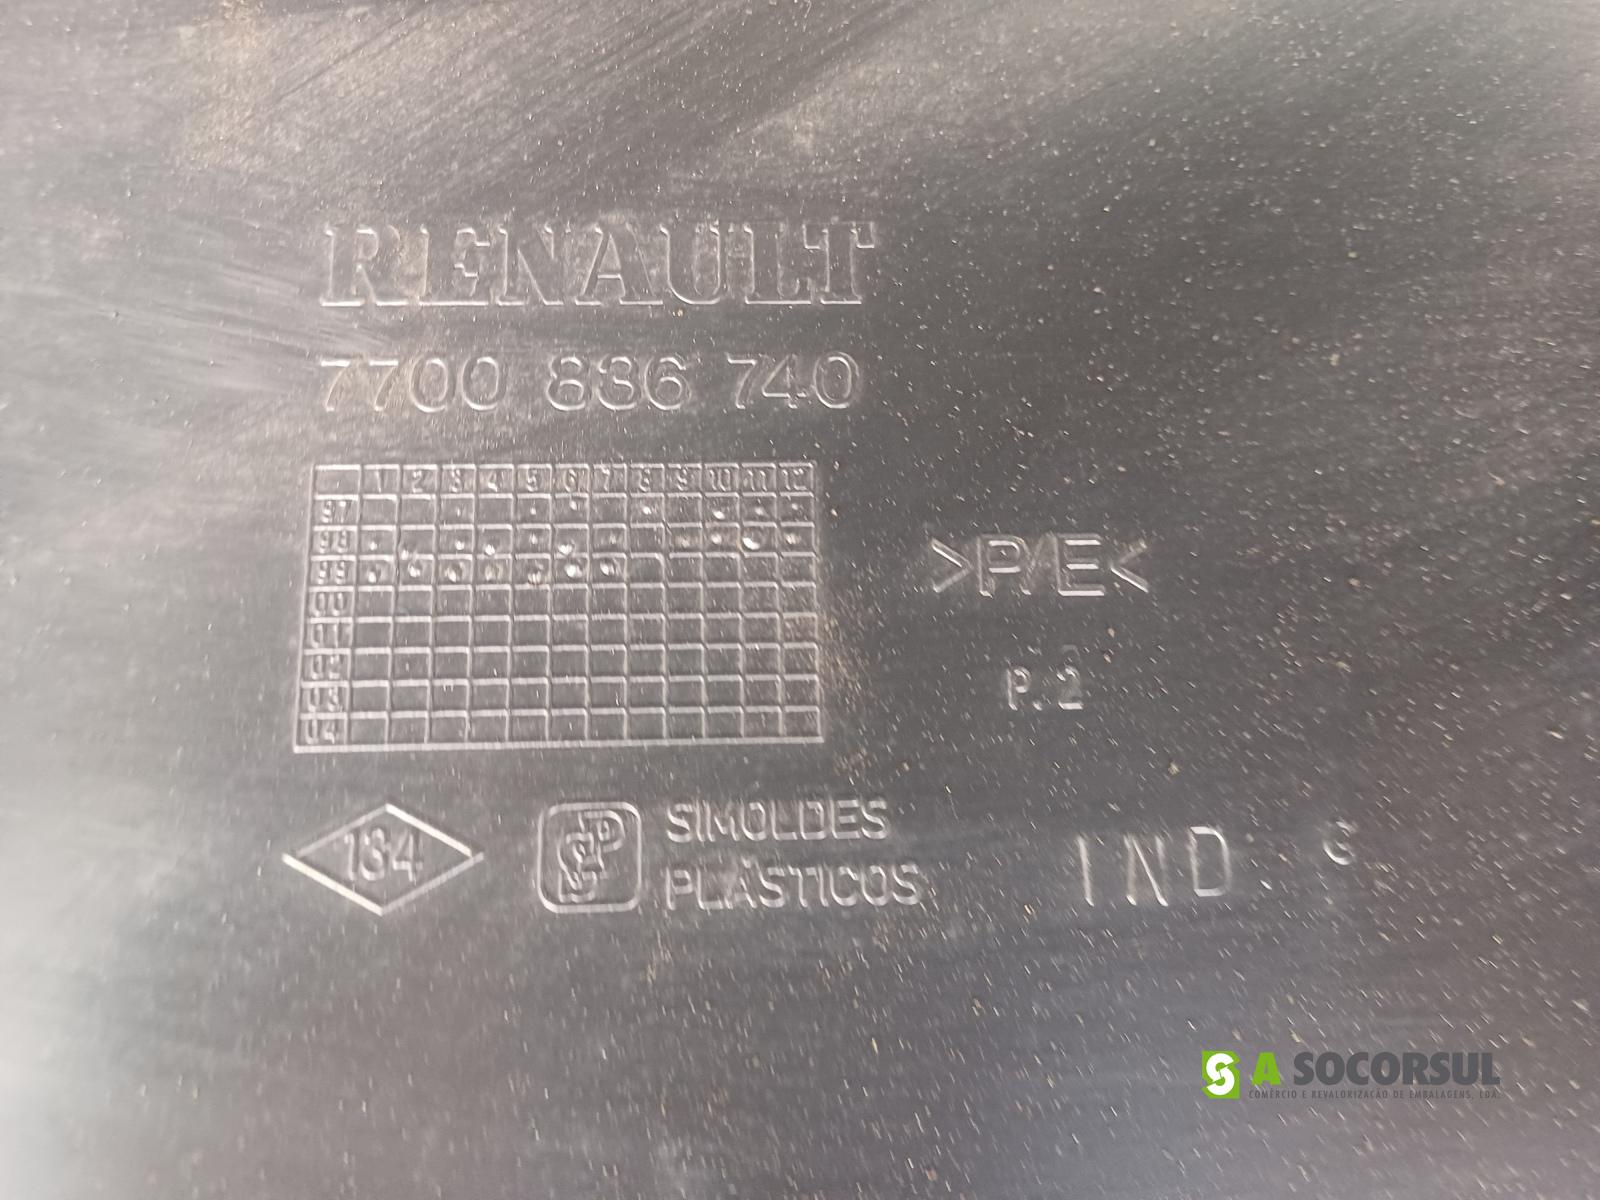 RENAULT
7700 836 740
1 2 3 4 5 6 7 8 9 10 11 12
97
98
99
00
01
02
03
04
>P/E<
P.2
134
SIMOLDES
PLÁSTICOS
IND G
S A SOCORSUL
COMÉRCIO E REVALORIZAÇÃO DE EMBALAGENS, LDA.